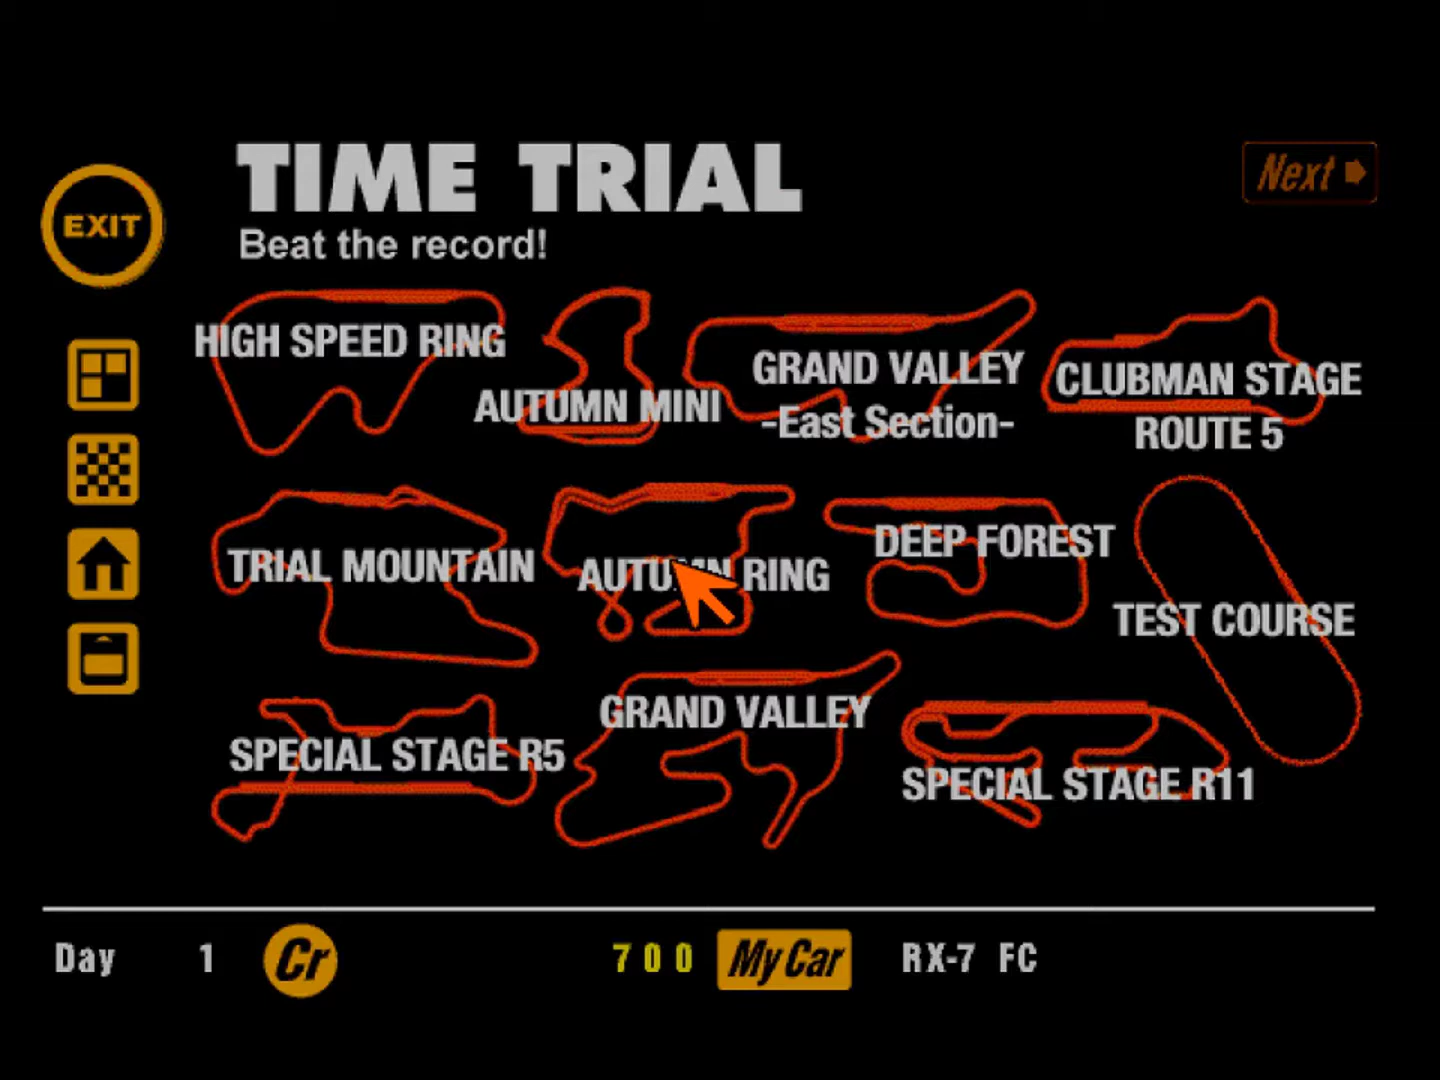 TIME TRIAL
Next
EXIT
Beat the record!
HIGH SPEED RING
AUTUMN MINI
GRAND VALLEY
-East Section-
CLUBMAN STAGE
ROUTE 5
TRIAL MOUNTAIN
AUTUMN RING
DEEP FOREST
TEST COURSE
SPECIAL STAGE R5
GRAND VALLEY
SPECIAL STAGE R11
Day 1 Cr 700 My Car RX-7 FC